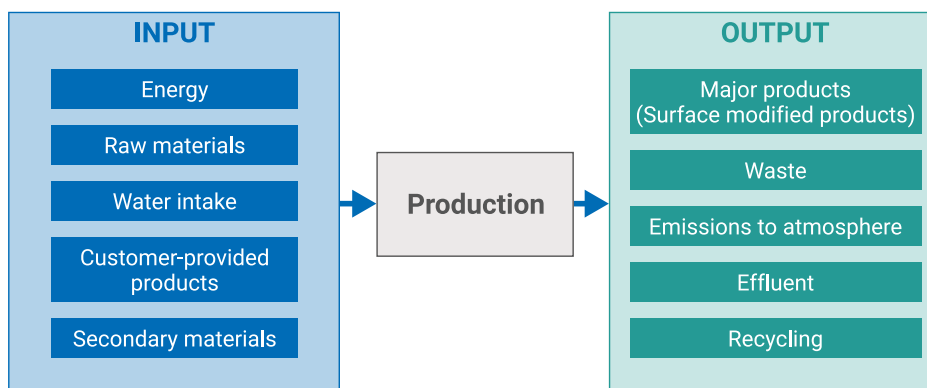 INPUT
Energy
Raw materials
Water intake
Customer-provided
products
Secondary materials
Production
OUTPUT
Major products
(Surface modified products)
Waste
Emissions to atmosphere
Effluent
Recycling